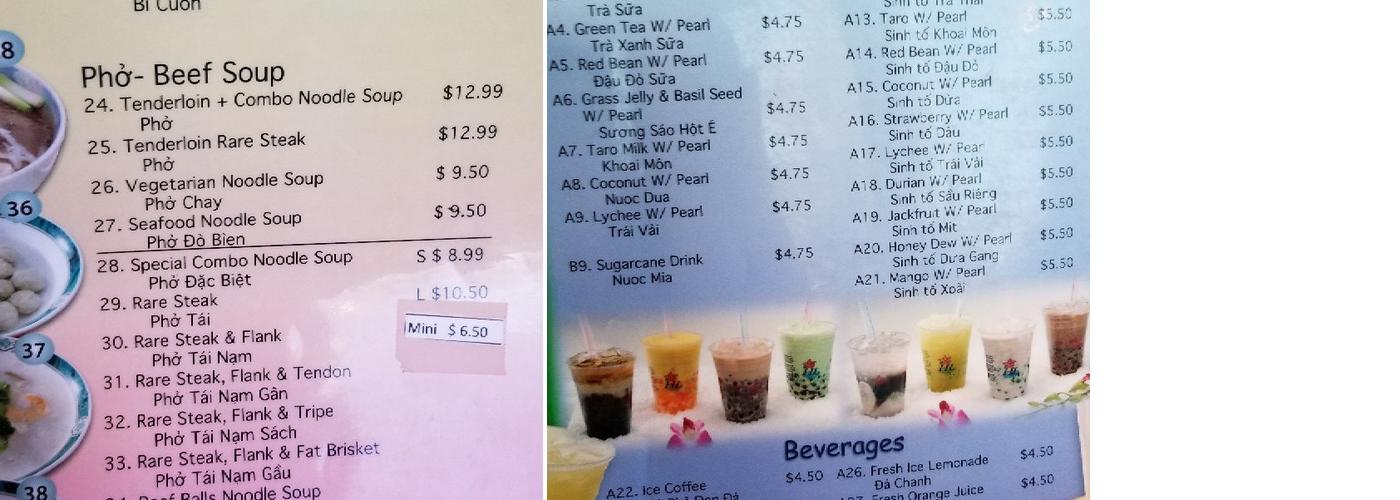 Bì Cuốn
8
Phở- Beef Soup
24. Tenderloin + Combo Noodle Soup $12.99
Phở
25. Tenderloin Rare Steak $12.99
Phở
26. Vegetarian Noodle Soup $ 9.50
Phở Chay
36
27. Seafood Noodle Soup $ 9.50
Phở Đò Bìen
28. Special Combo Noodle Soup S $ 8.99
Phở Đặc Biệt
29. Rare Steak L $10.50
Phở Tái
Mini $ 6.50
30. Rare Steak & Flank
Phở Tái Nạm
37
31. Rare Steak, Flank & Tendon
Phở Tái Nạm Gân
32. Rare Steak, Flank & Tripe
Phở Tái Nạm Sách
33. Rare Steak, Flank & Fat Brisket
Phở Tái Nạm Gầu
38
Beef Balls Noodle Soup
Trà Sữa
A4. Green Tea W/ Pearl $4.75
Trà Xanh Sữa
A5. Red Bean W/ Pearl $4.75
Đậu Đỏ Sữa
A6. Grass Jelly & Basil Seed
W/ Pearl $4.75
Sương Sáo Hột É
A7. Taro Milk W/ Pearl $4.75
Khoai Môn
A8. Coconut W/ Pearl $4.75
Nuoc Dua
A9. Lychee W/ Pearl $4.75
Trái Vải
B9. Sugarcane Drink $4.75
Nuoc Mia
A13. Taro W/ Pearl $5.50
Sinh tố Khoai Môn
A14. Red Bean W/ Pearl $5.50
Sinh tố Đậu Đỏ
A15. Coconut W/ Pearl $5.50
Sinh tố Dừa
A16. Strawberry W/ Pearl $5.50
Sinh tố Dâu
A17. Lychee W/ Pear $5.50
Sinh tố Trái Vải
A18. Durian W/ Pearl $5.50
Sinh tố Sầu Riêng
A19. Jackfruit W/ Pearl $5.50
Sinh tố Mít
A20. Honey Dew W/ Pearl $5.50
Sinh tố Dưa Gang
A21. Mango W/ Pearl $5.50
Sinh tố Xoài
Beverages
A22. Ice Coffee $4.50
A26. Fresh Ice Lemonade $4.50
Đá Chanh
Fresh Orange Juice $4.50